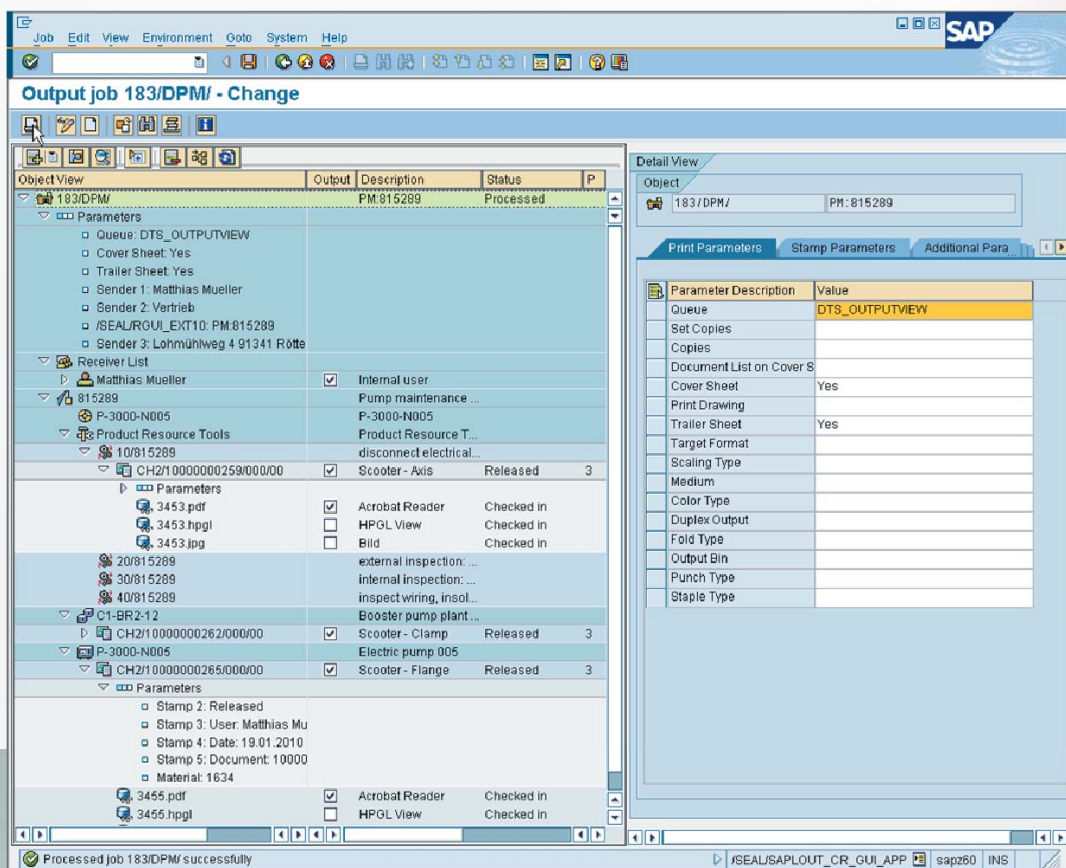 Job Edit View Environment Goto System Help
SAP
Output job 183/DPM/ - Change
Object View Output Description Status P
183/DPM/ PM:815289 Processed
Parameters
Queue: DTS_OUTPUTVIEW
Cover Sheet: Yes
Trailer Sheet: Yes
Sender 1: Matthias Mueller
Sender 2: Vertrieb
/SEAL/RGUI_EXT10: PM:815289
Sender 3: Lohmühlweg 4 91341 Rötte
Receiver List
Matthias Mueller Internal user
815289 Pump maintenance ...
P-3000-N005 P-3000-N005
Product Resource Tools Product Resource T...
10/815289 disconnect electrical...
CH2/10000000259/000/00 Scooter - Axis Released 3
Parameters
3453.pdf Acrobat Reader Checked in
3453.hpgl HPGL View Checked in
3453.jpg Bild Checked in
20/815289 external inspection: ...
30/815289 internal inspection: ...
40/815289 inspect wiring, insol...
C1-BR2-12 Booster pump plant ...
CH2/10000000262/000/00 Scooter - Clamp Released 3
P-3000-N005 Electric pump 005
CH2/10000000265/000/00 Scooter - Flange Released 3
Parameters
Stamp 2: Released
Stamp 3: User: Matthias Mu
Stamp 4: Date: 19.01.2010
Stamp 5: Document: 10000
Material: 1634
3455.pdf Acrobat Reader Checked in
3455.hpgl HPGL View Checked in
Detail View
Object
183/DPM/ PM:815289
Print Parameters Stamp Parameters Additional Para...
Parameter Description Value
Queue DTS_OUTPUTVIEW
Set Copies
Copies
Document List on Cover S
Cover Sheet Yes
Print Drawing
Trailer Sheet Yes
Target Format
Scaling Type
Medium
Color Type
Duplex Output
Fold Type
Output Bin
Punch Type
Staple Type
Processed job 183/DPM/ successfully
/SEAL/SAPLOUT_CR_GUI_APP sapz60 INS